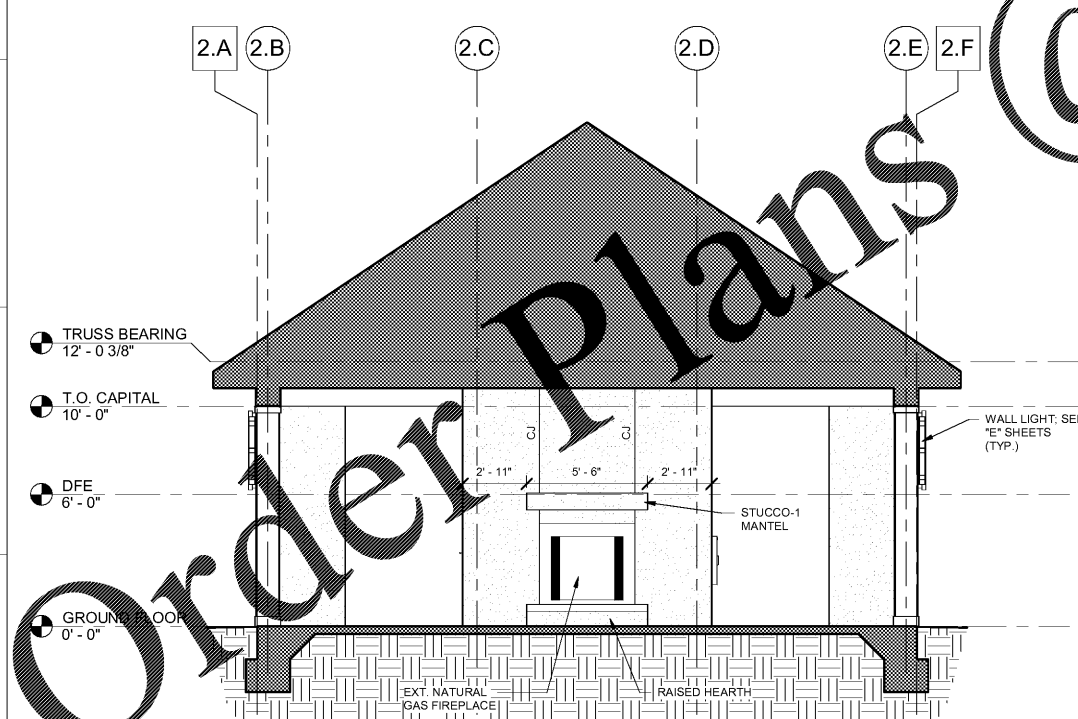 2.A
2.B
2.C
2.D
2.E
2.F
TRUSS BEARING
12' - 0 3/8"
T.O. CAPITAL
10' - 0"
WALL LIGHT; SEE
"E" SHEETS
(TYP.)
CJ
CJ
2' - 11"
5' - 6"
2' - 11"
DFE
6' - 0"
STUCCO-1
MANTEL
GROUND FLOOR
0' - 0"
EXT. NATURAL
GAS FIREPLACE
RAISED HEARTH
Order Plans ©